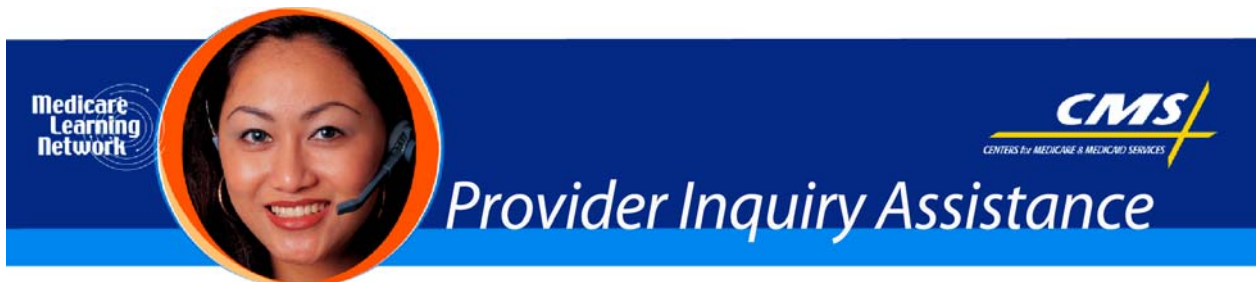 Medicare
Learning
Network
CMS
CENTERS for MEDICARE & MEDICAID SERVICES
Provider Inquiry Assistance